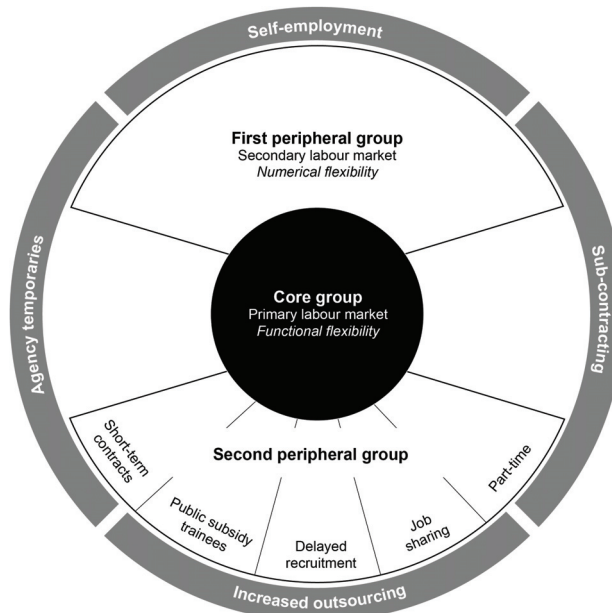 Self-employment
First peripheral group
Secondary labour market
Numerical flexibility
Agency temporaries
Sub-contracting
Core group
Primary labour market
Functional flexibility
Second peripheral group
Short-term
contracts
Public subsidy
trainees
Delayed
recruitment
Job
sharing
Part-time
Increased outsourcing